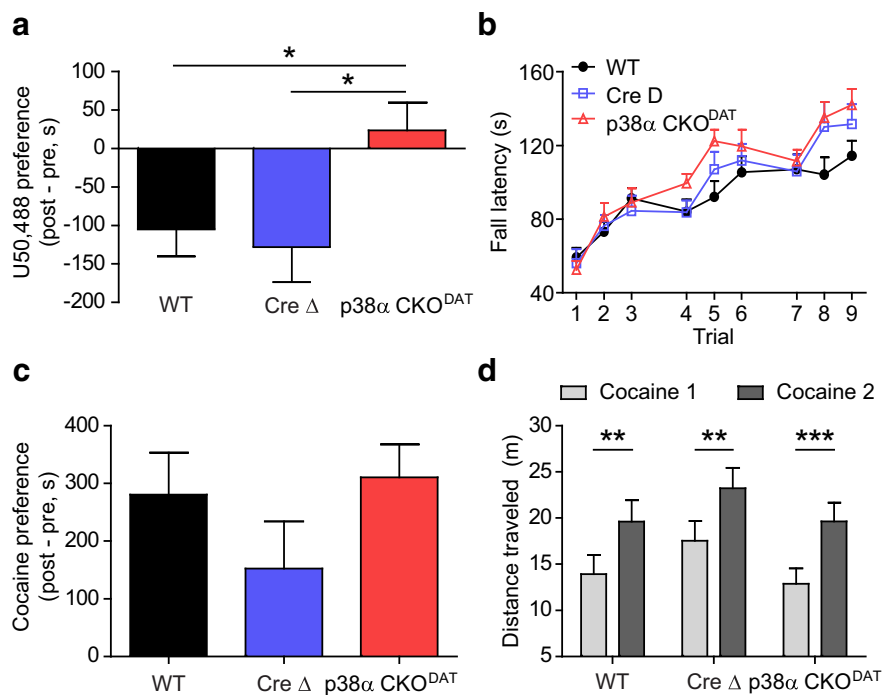 a
*
*
U50,488 preference
(post - pre, s)
100
50
0
-50
-100
-150
-200
WT
Cre Δ
p38α CKO^DAT
b
WT
Cre D
p38α CKO^DAT
Fall latency (s)
160
120
80
40
1 2 3 4 5 6 7 8 9
Trial
c
Cocaine preference
(post - pre, s)
400
300
200
100
0
WT
Cre Δ
p38α CKO^DAT
d
Cocaine 1
Cocaine 2
Distance traveled (m)
30
25
20
15
10
5
**
**
***
WT
Cre Δ
p38α CKO^DAT